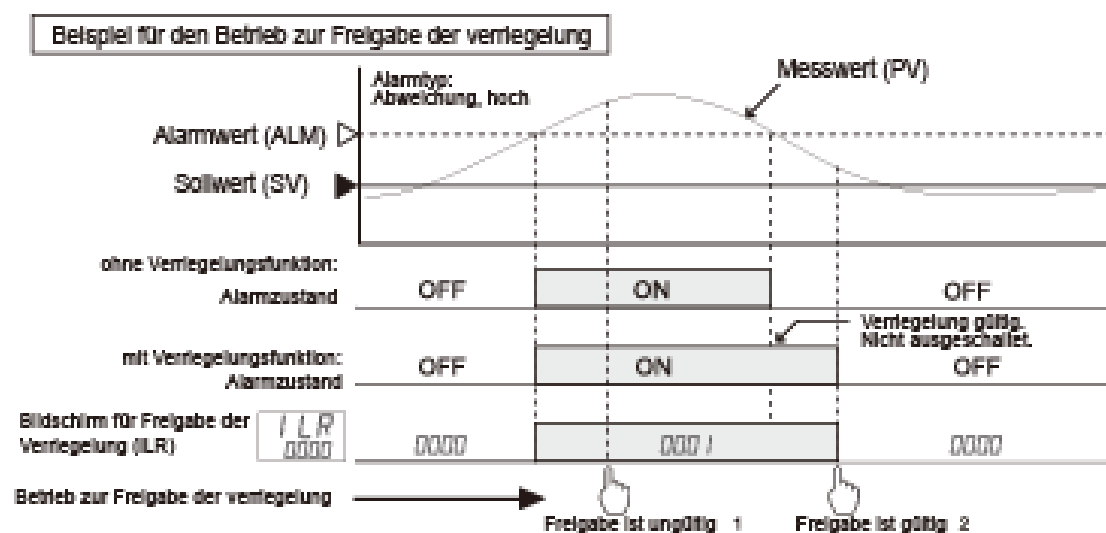 Beispiel für den Betrieb zur Freigabe der verriegelung
Alarmtyp:
Abweichung, hoch
Messwert (PV)
Alarmwert (ALM)
Sollwert (SV)
ohne Verriegelungsfunktion:
Alarmzustand
OFF
ON
OFF
Verriegelung gültig.
Nicht ausgeschaltet.
mit Verriegelungsfunktion:
Alarmzustand
OFF
ON
OFF
Bildschirm für Freigabe der
Verriegelung (ILR)
ILR
0000
0000
0001
0000
Betrieb zur Freigabe der verriegelung
Freigabe ist ungültig 1
Freigabe ist gültig 2